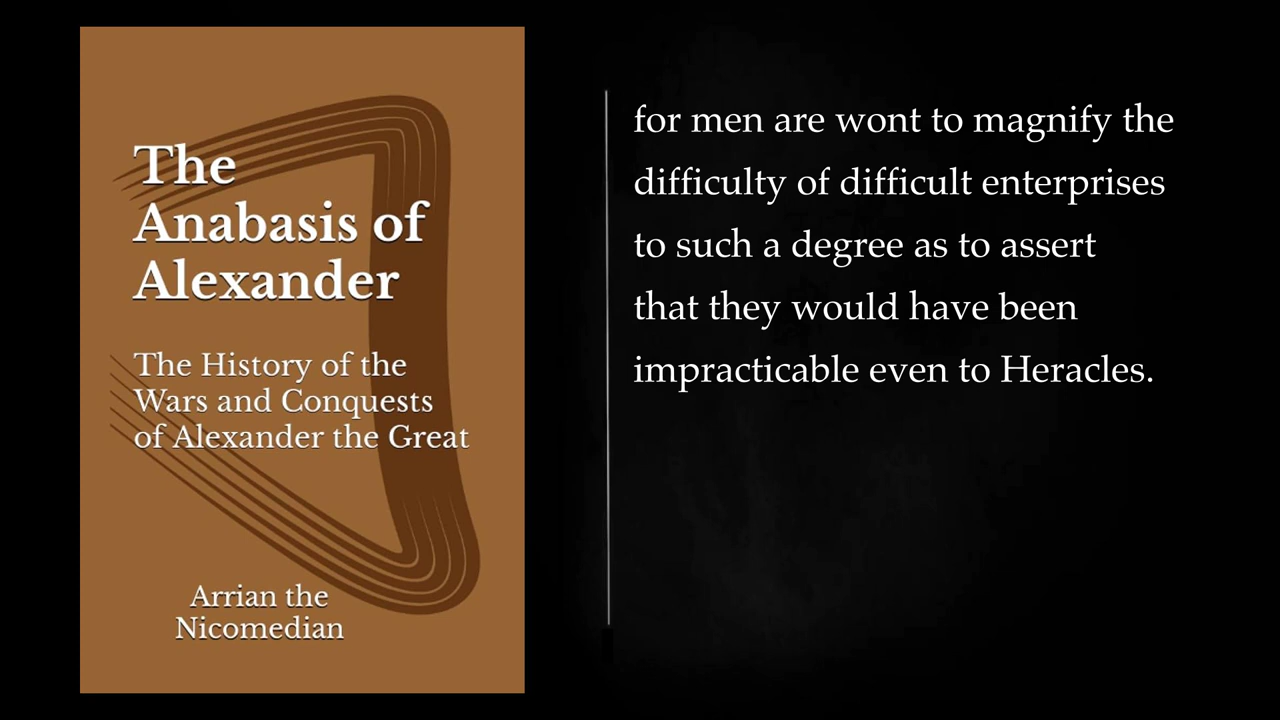 The
Anabasis of
Alexander
The History of the
Wars and Conquests
of Alexander the Great
Arrian the
Nicomedian
for men are wont to magnify the
difficulty of difficult enterprises
to such a degree as to assert
that they would have been
impracticable even to Heracles.